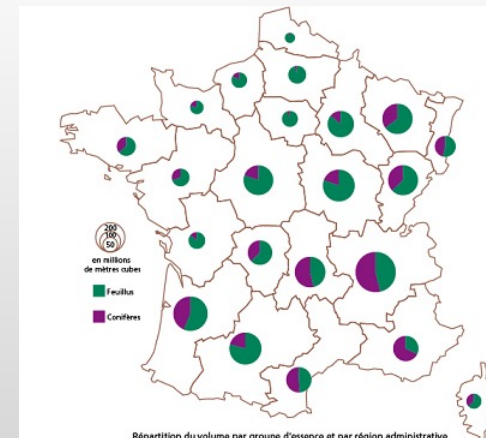 200
100
50
en millions
de mètres cubes
Feuillus
Conifères
Répartition du volume par groupe d'essence et par région administrative